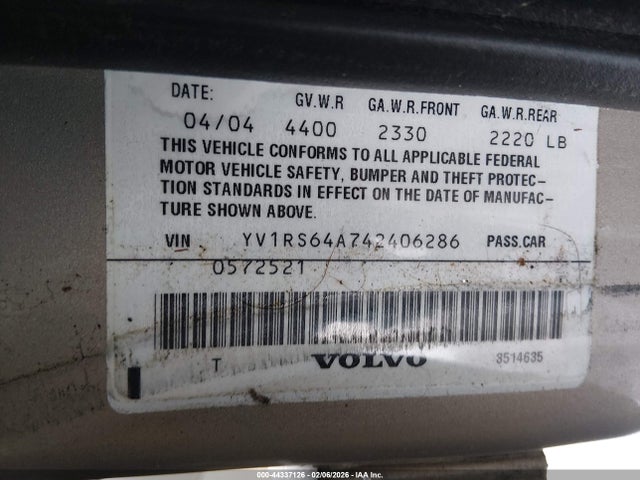 DATE: GV.W.R GA.W.R.FRONT GA.W.R.REAR
04/04 4400 2330 2220 LB
THIS VEHICLE CONFORMS TO ALL APPLICABLE FEDERAL
MOTOR VEHICLE SAFETY, BUMPER AND THEFT PROTEC-
TION STANDARDS IN EFFECT ON THE DATE OF MANUFAC-
TURE SHOWN ABOVE.
VIN YV1RS64A742406286 PASS.CAR
0572521
T VOLVO 3514635
000-44337126 - 02/06/2026 - IAA Inc.